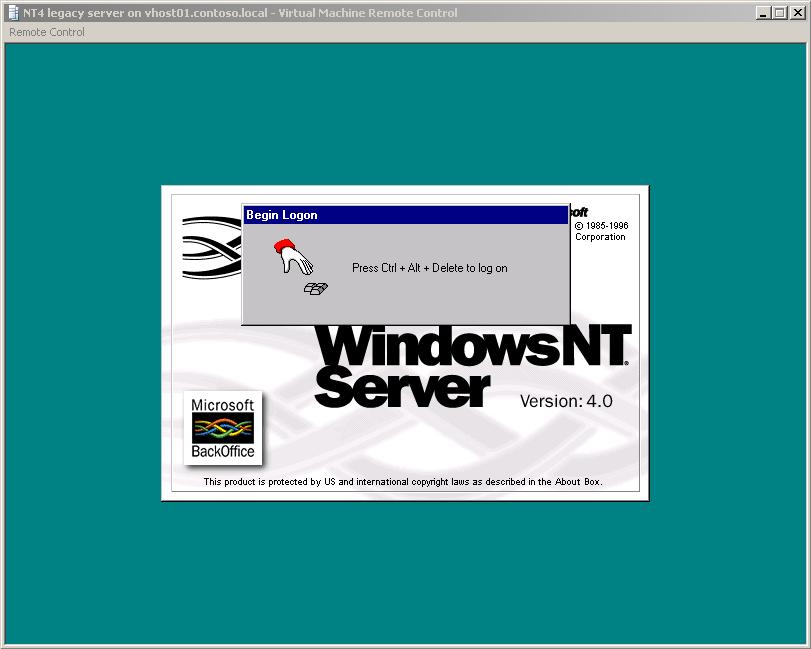 NT4 legacy server on vhost01.contoso.local - Virtual Machine Remote Control
Remote Control
Begin Logon
Press Ctrl + Alt + Delete to log on
© 1985-1996
Corporation
WindowsNT
Server
Version: 4.0
Microsoft
BackOffice
This product is protected by US and international copyright laws as described in the About Box.